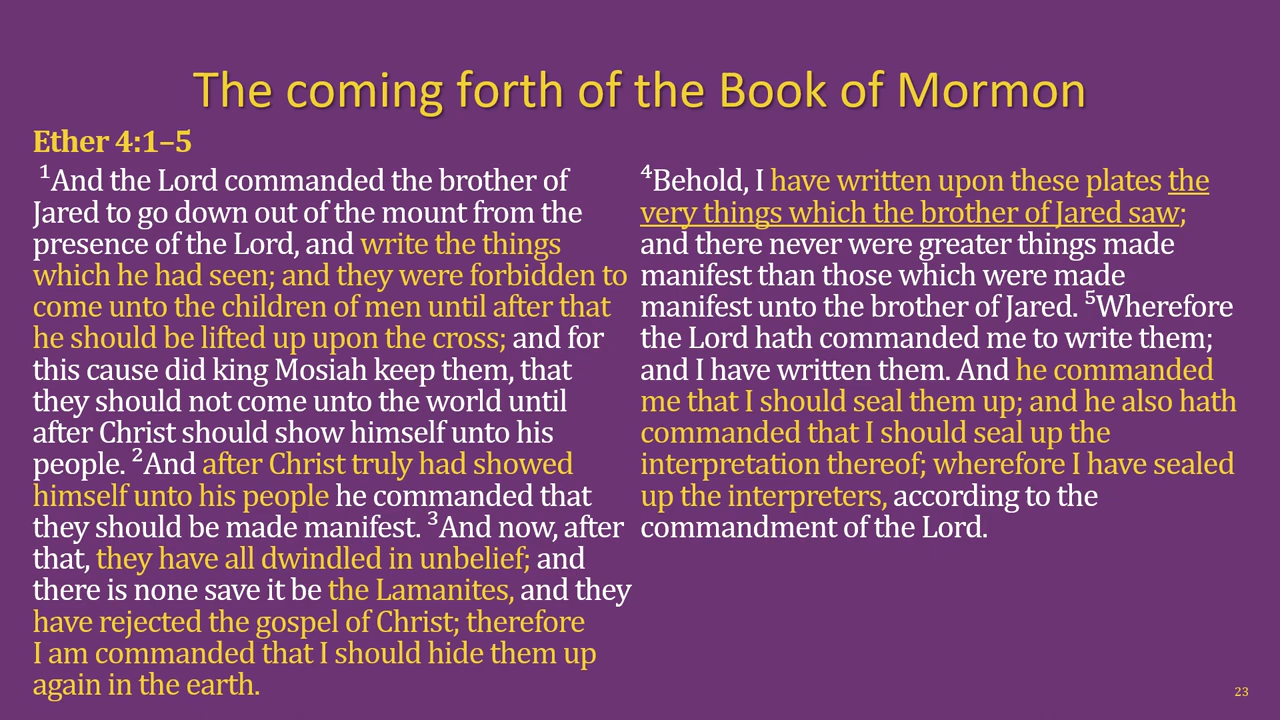 The coming forth of the Book of Mormon
Ether 4:1–5
¹And the Lord commanded the brother of
Jared to go down out of the mount from the
presence of the Lord, and write the things
which he had seen; and they were forbidden to
come unto the children of men until after that
he should be lifted up upon the cross; and for
this cause did king Mosiah keep them, that
they should not come unto the world until
after Christ should show himself unto his
people. ²And after Christ truly had showed
himself unto his people he commanded that
they should be made manifest. ³And now, after
that, they have all dwindled in unbelief; and
there is none save it be the Lamanites, and they
have rejected the gospel of Christ; therefore
I am commanded that I should hide them up
again in the earth.
⁴Behold, I have written upon these plates the
very things which the brother of Jared saw;
and there never were greater things made
manifest than those which were made
manifest unto the brother of Jared. ⁵Wherefore
the Lord hath commanded me to write them;
and I have written them. And he commanded
me that I should seal them up; and he also hath
commanded that I should seal up the
interpretation thereof; wherefore I have sealed
up the interpreters, according to the
commandment of the Lord.
23